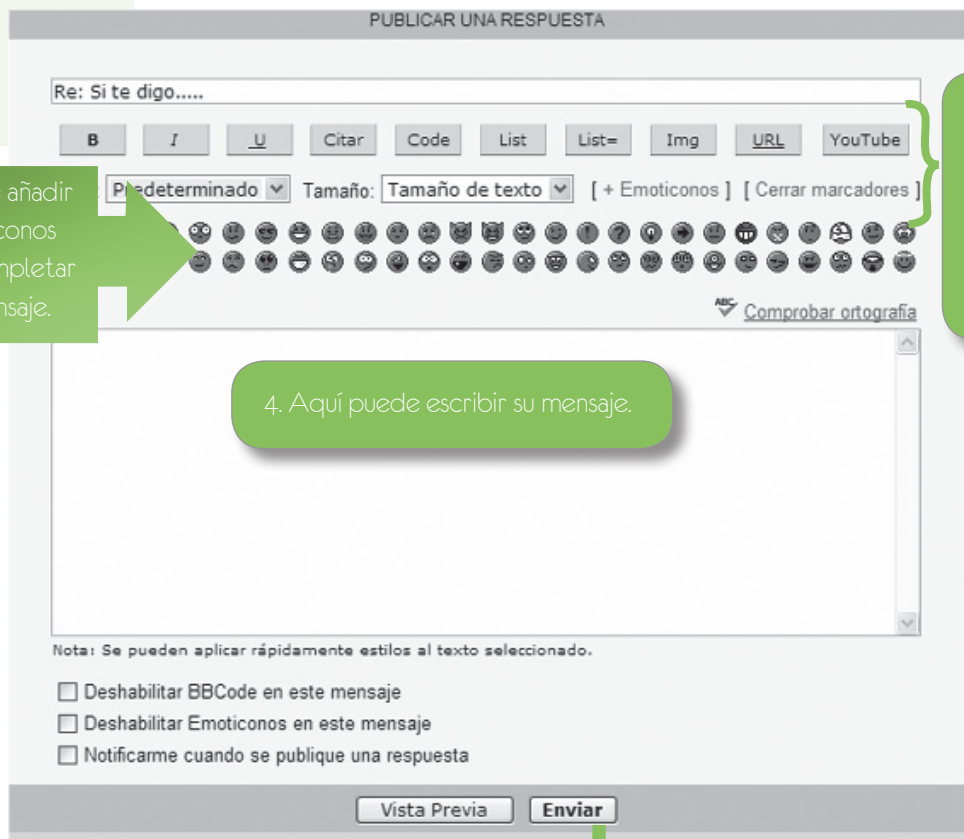 PUBLICAR UNA RESPUESTA
Re: Si te digo.....
B I U Citar Code List List= Img URL YouTube
: Predeterminado Tamaño: Tamaño de texto [ + Emoticonos ] [ Cerrar marcadores ]
añadir
conos
mpletar
nsaje.
ABC Comprobar ortografía
4. Aquí puede escribir su mensaje.
Nota: Se pueden aplicar rápidamente estilos al texto seleccionado.
Deshabilitar BBCode en este mensaje
Deshabilitar Emoticonos en este mensaje
Notificarme cuando se publique una respuesta
Vista Previa Enviar